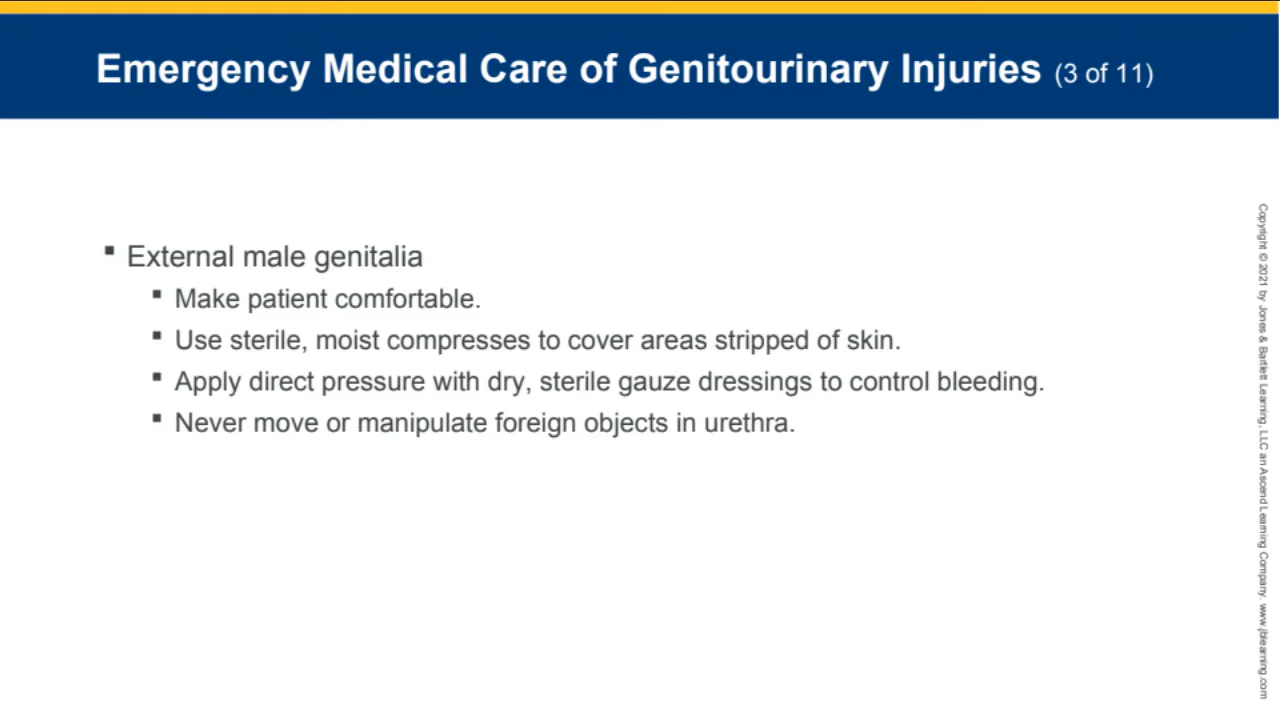 Emergency Medical Care of Genitourinary Injuries (3 of 11)
External male genitalia
Make patient comfortable.
Use sterile, moist compresses to cover areas stripped of skin.
Apply direct pressure with dry, sterile gauze dressings to control bleeding.
Never move or manipulate foreign objects in urethra.
Copyright © 2021 by Jones & Bartlett Learning, LLC an Ascend Learning Company. www.jblearning.com